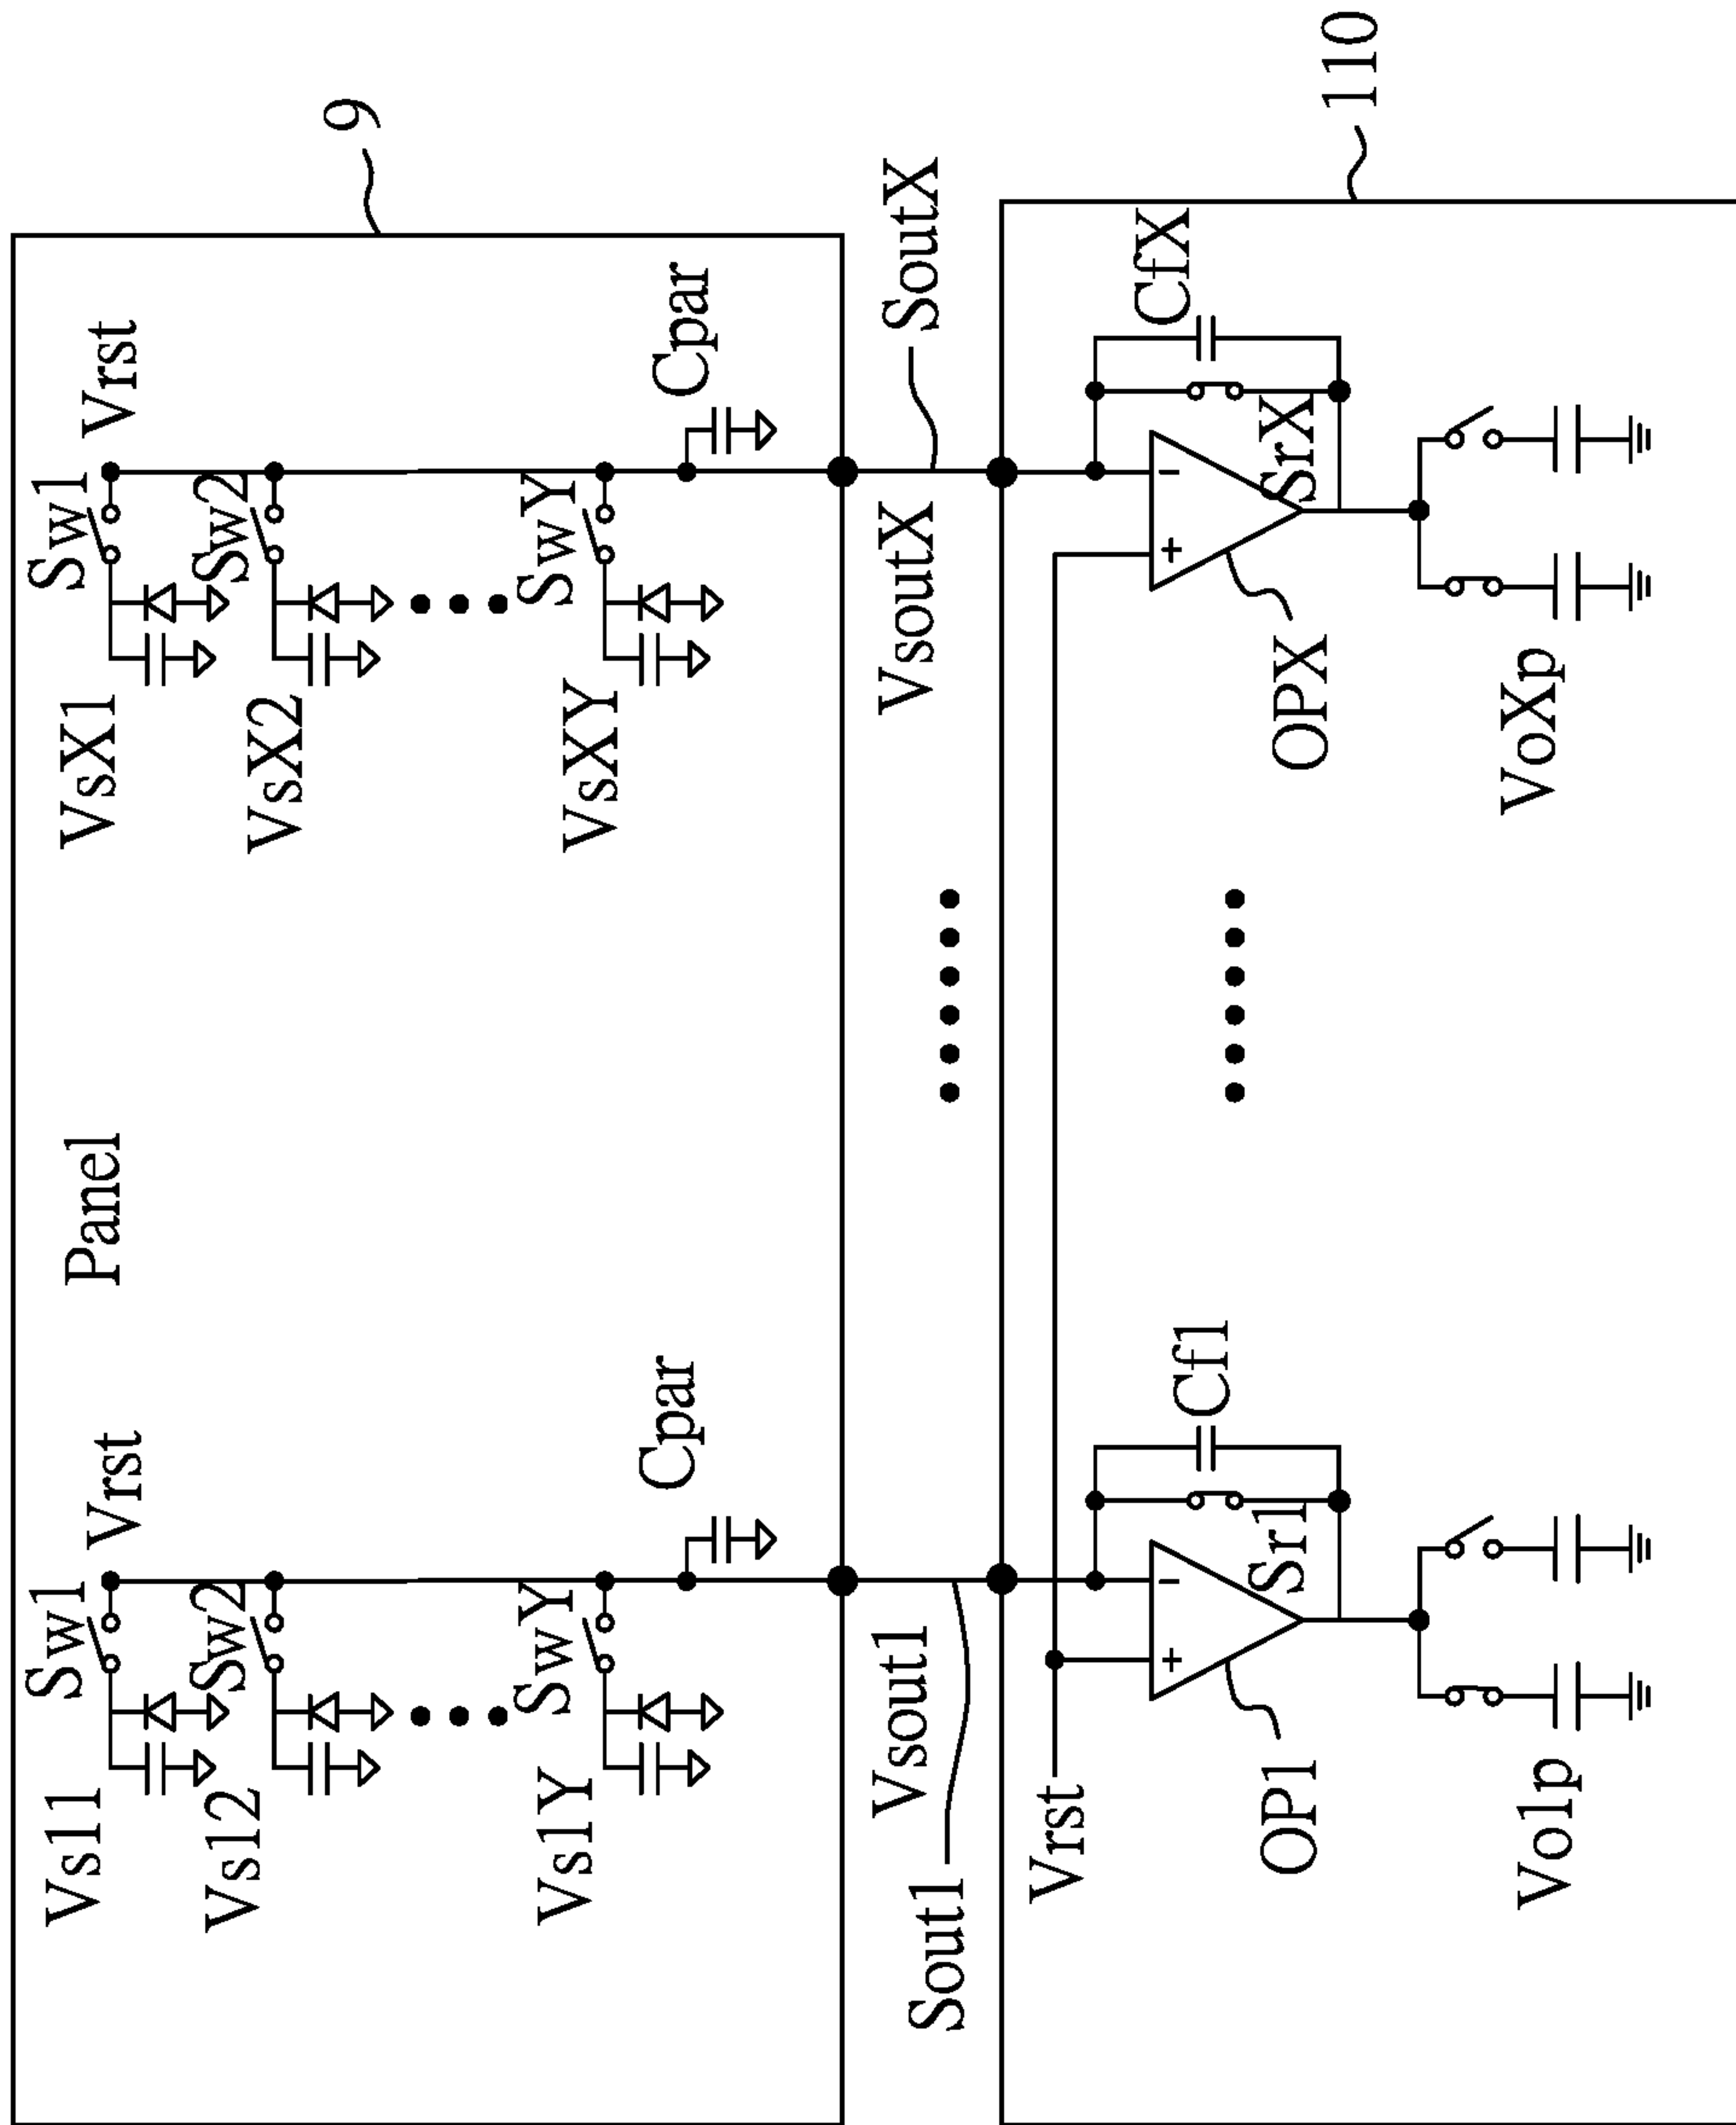 Panel
9
Vrst
Vrst
Sw1
Sw1
Vs11
VsX1
Sw2
Sw2
Vs12
VsX2
SwY
SwY
Vs1Y
VsXY
Cpar
Cpar
Vsout1
Sout1
VsoutX
SoutX
110
Vrst
Cf1
CfX
Sr1
SrX
OP1
OPX
Vo1p
VoXp